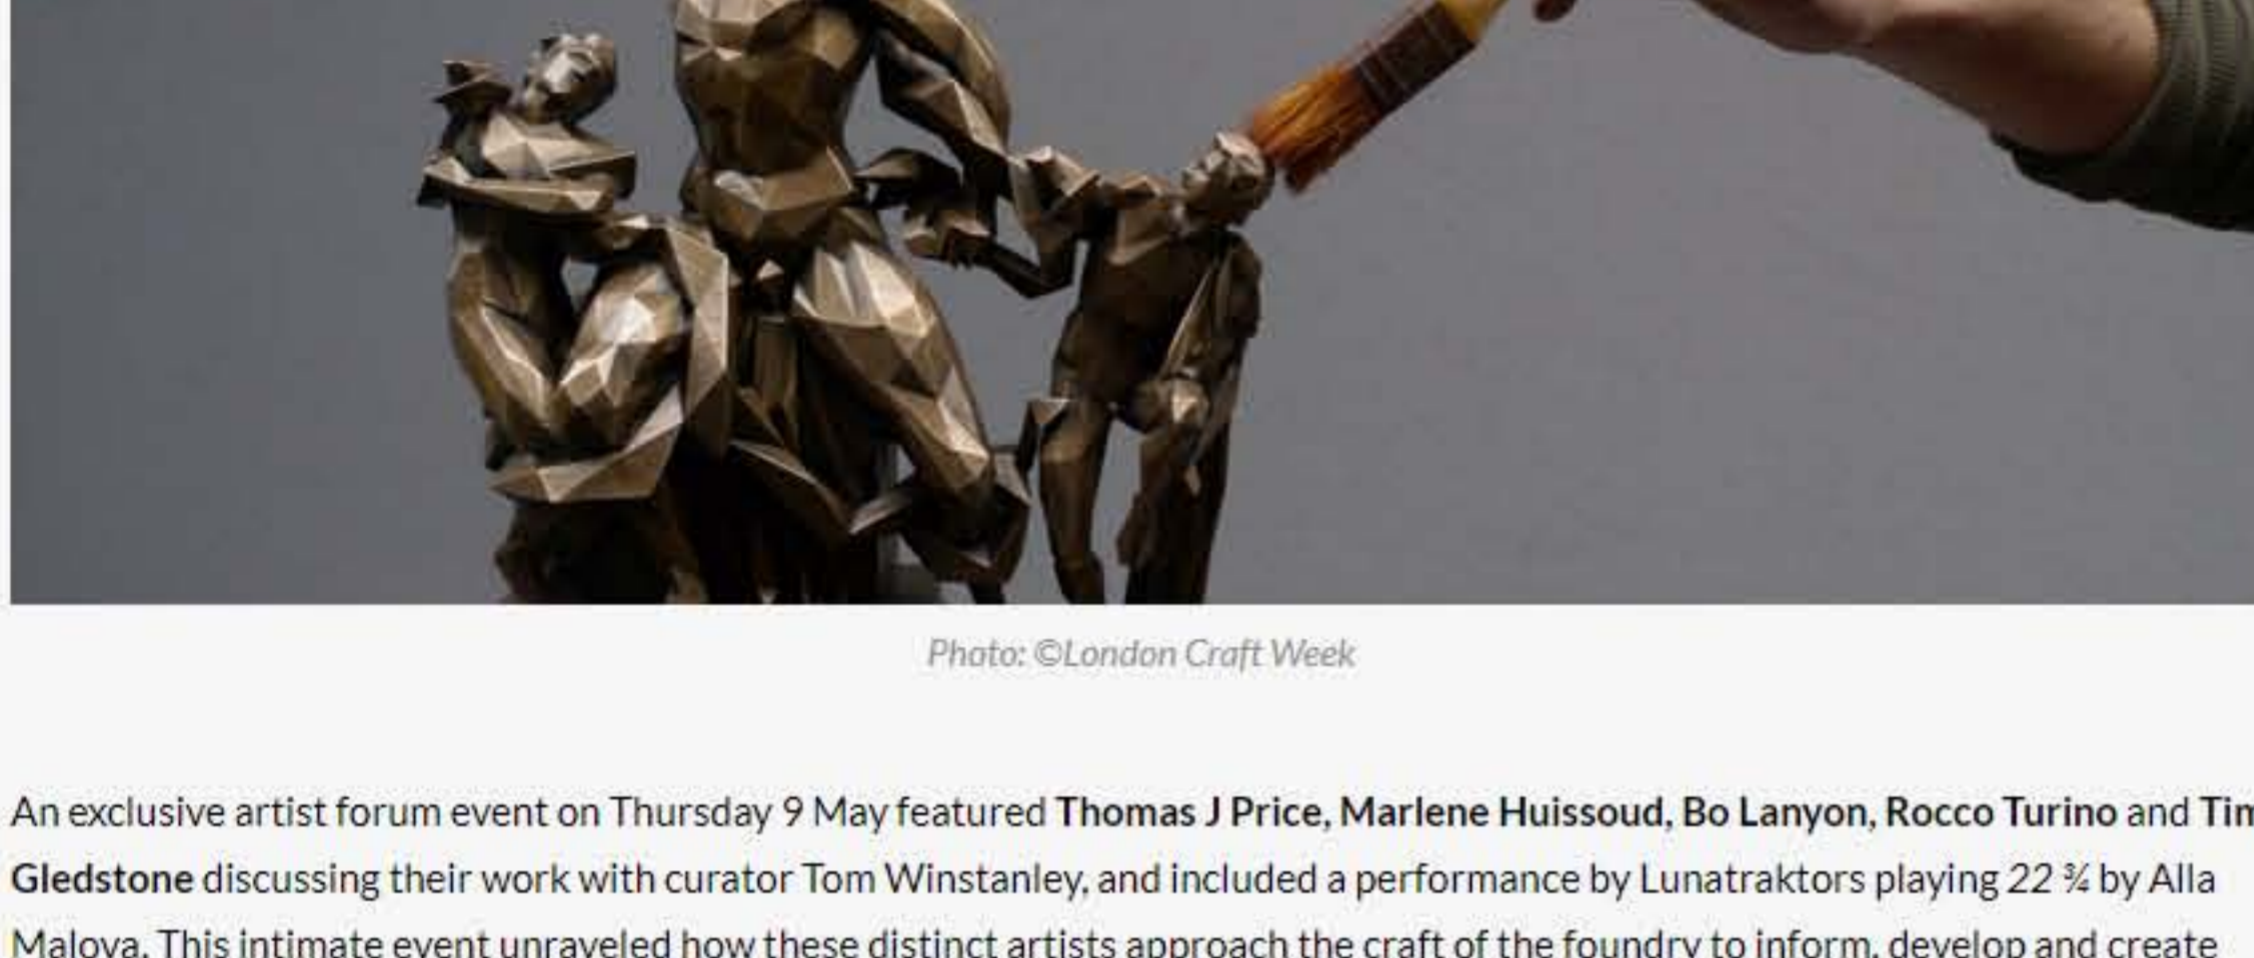 Photo: ©London Craft Week
An exclusive artist forum event on Thursday 9 May featured Thomas J Price, Marlene Huissoud, Bo Lanyon, Rocco Turino and Tim
Gledstone discussing their work with curator Tom Winstanley, and included a performance by Lunatraktors playing 22 ¾ by Alla
Malova. This intimate event unraveled how these distinct artists approach the craft of the foundry to inform, develop and create